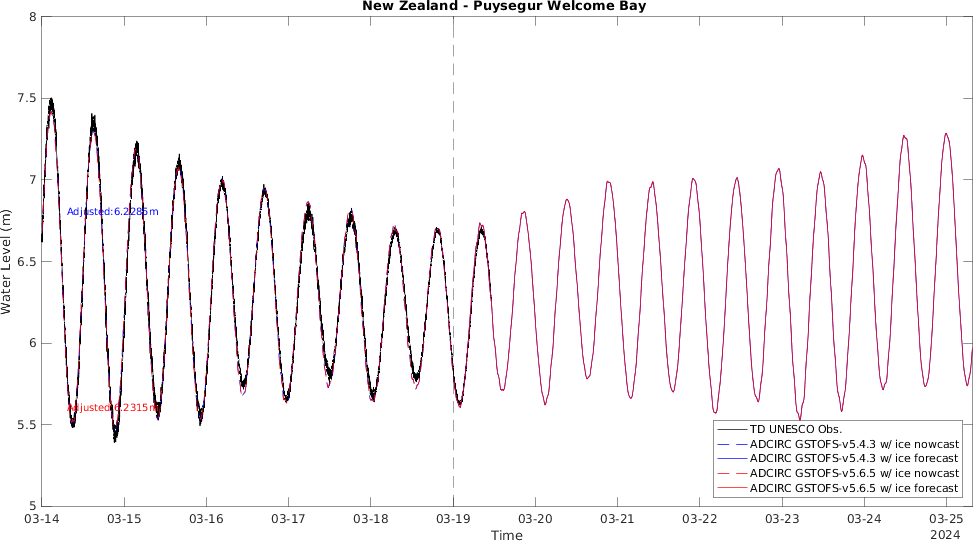 New Zealand - Puysegur Welcome Bay
8
7.5
7
6.5
6
5.5
5
Water Level (m)
Adjusted:6.2285m
Adjusted:6.2315m
TD UNESCO Obs.
ADCIRC GSTOFS-v5.4.3 w/ ice nowcast
ADCIRC GSTOFS-v5.4.3 w/ ice forecast
ADCIRC GSTOFS-v5.6.5 w/ ice nowcast
ADCIRC GSTOFS-v5.6.5 w/ ice forecast
03-14 03-15 03-16 03-17 03-18 03-19 03-20 03-21 03-22 03-23 03-24 03-25
2024
Time